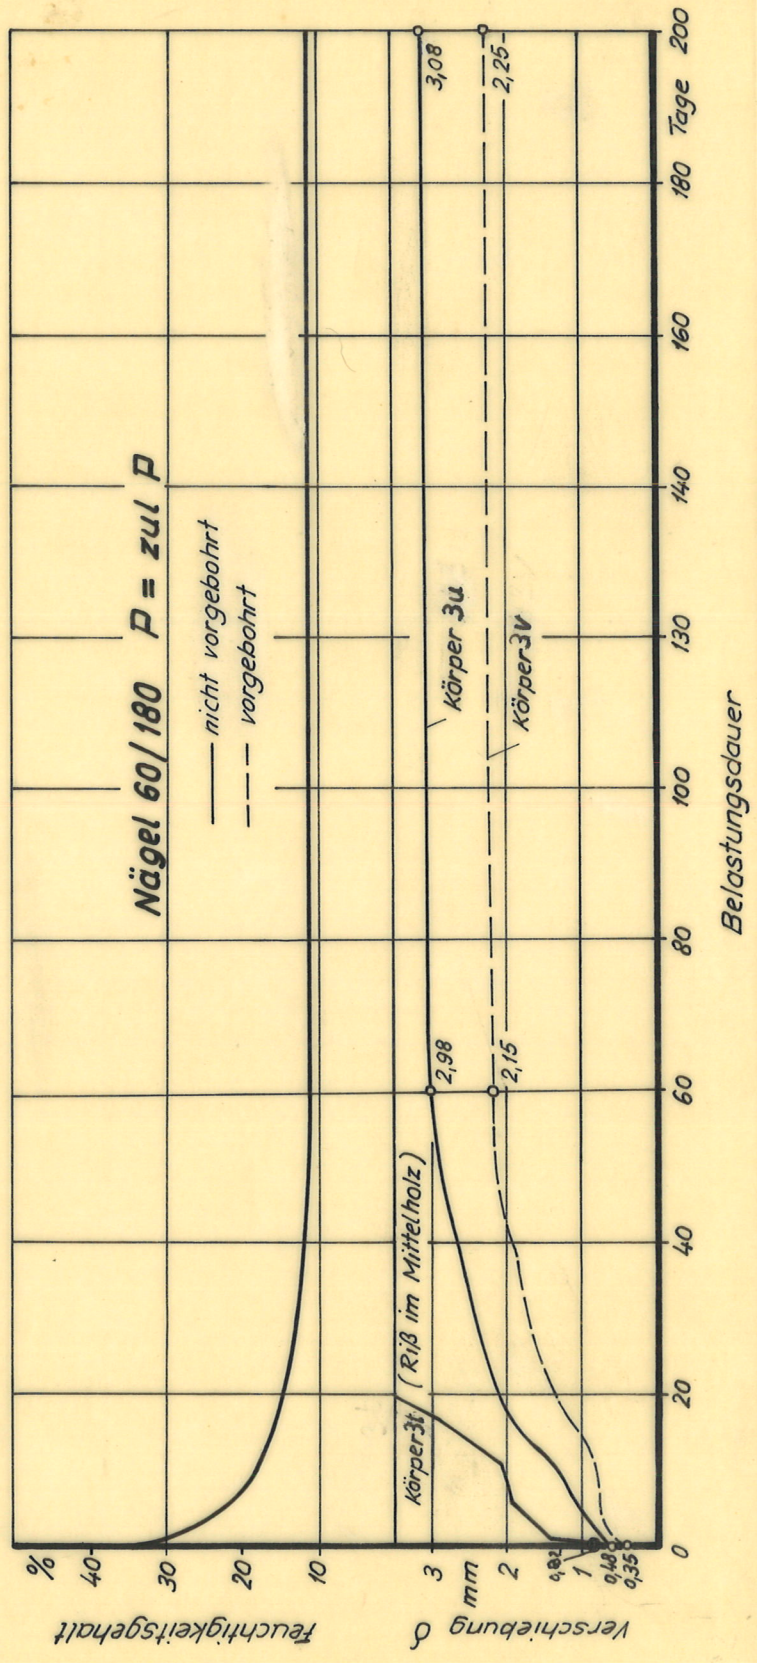 Nägel 60/180 P = zul P
nicht vorgebohrt
vorgebohrt
Feuchtigkeitsgehalt
%
40
30
20
10
Verschiebung δ
mm
3
2
1
0,82
0,48
0,35
Körper 3t (Riß im Mittelholz)
2,98
2,15
Körper 3u
Körper 3v
3,08
2,25
0
20
40
60
80
100
130
140
160
180
Tage
200
Belastungsdauer